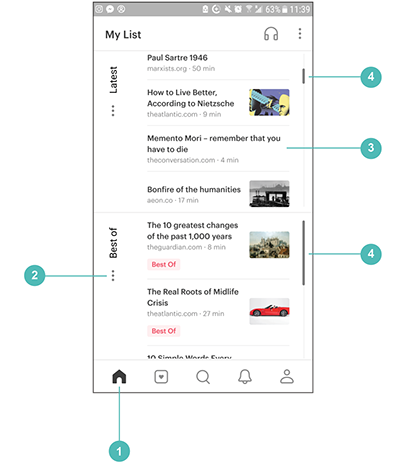 63% 11:39
My List
Latest
Paul Sartre 1946
marxists.org · 50 min
4
How to Live Better,
According to Nietzsche
theatlantic.com · 9 min
Memento Mori – remember that you
have to die
theconversation.com · 4 min
3
Bonfire of the humanities
aeon.co · 17 min
Best of
The 10 greatest changes
of the past 1,000 years
theguardian.com · 8 min
Best Of
4
2
The Real Roots of Midlife
Crisis
theatlantic.com · 27 min
Best Of
10 Simple Words Every
1